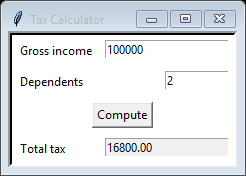 Tax Calculator
Gross income 100000
Dependents 2
Compute
Total tax 16800.00